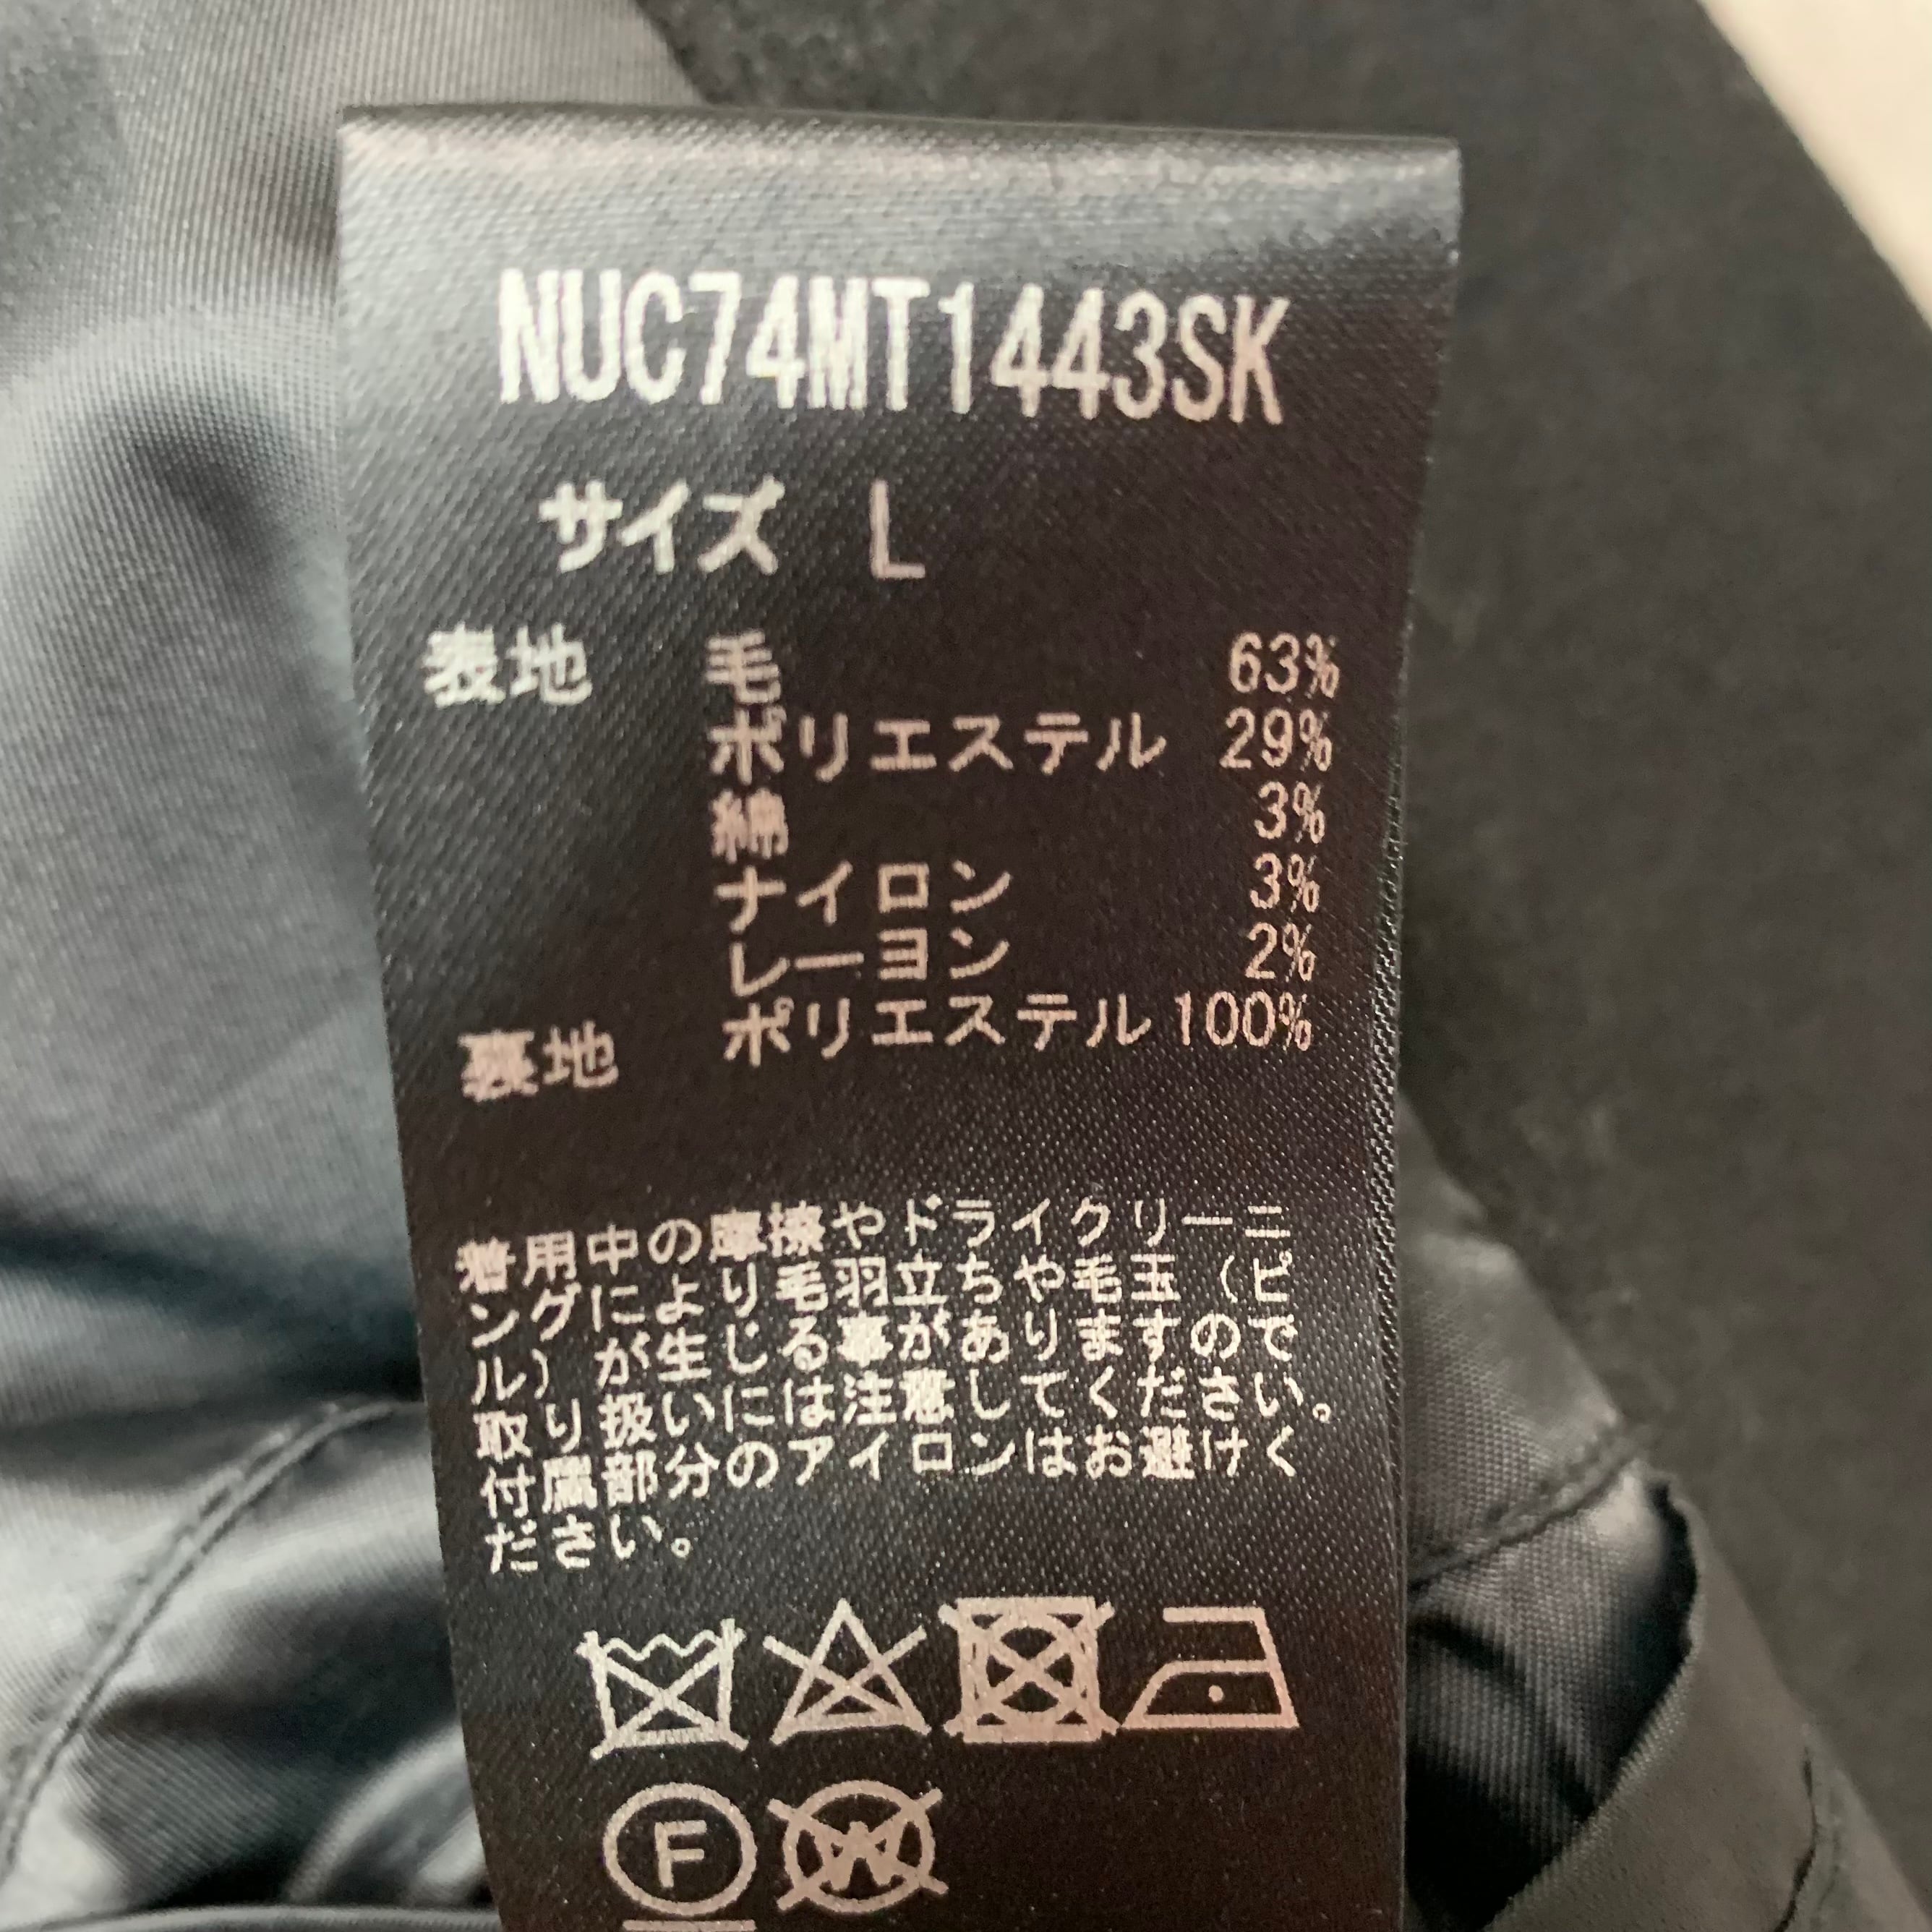 NUC74MT1443SK
サイズ L
表地 毛 63%
ポリエステル 29%
綿 3%
ナイロン 3%
レーヨン 2%
裏地 ポリエステル 100%
着用中の摩擦やドライクリーニ
ングにより毛羽立ちや毛玉（ピ
ル）が生じる事がありますので
取り扱いには注意してください。
付属部分のアイロンはお避けく
ださい。
F W